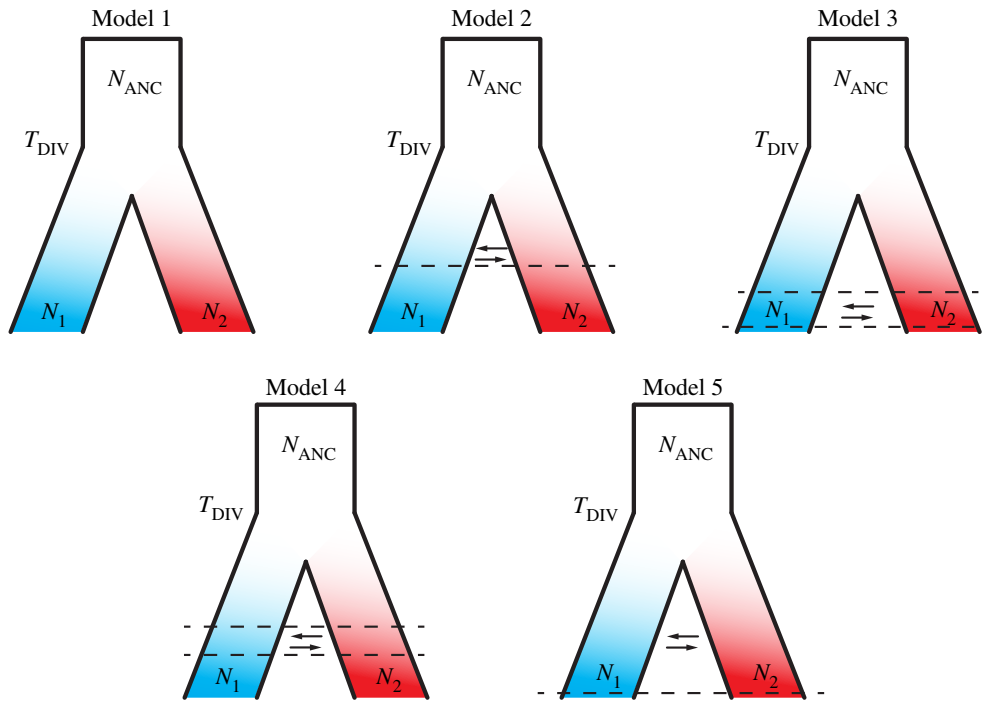 Model 1 Model 2 Model 3
N_ANC N_ANC N_ANC
T_DIV T_DIV T_DIV
N_1 N_2 N_1 N_2 N_1 N_2
Model 4 Model 5
N_ANC N_ANC
T_DIV T_DIV
N_1 N_2 N_1 N_2